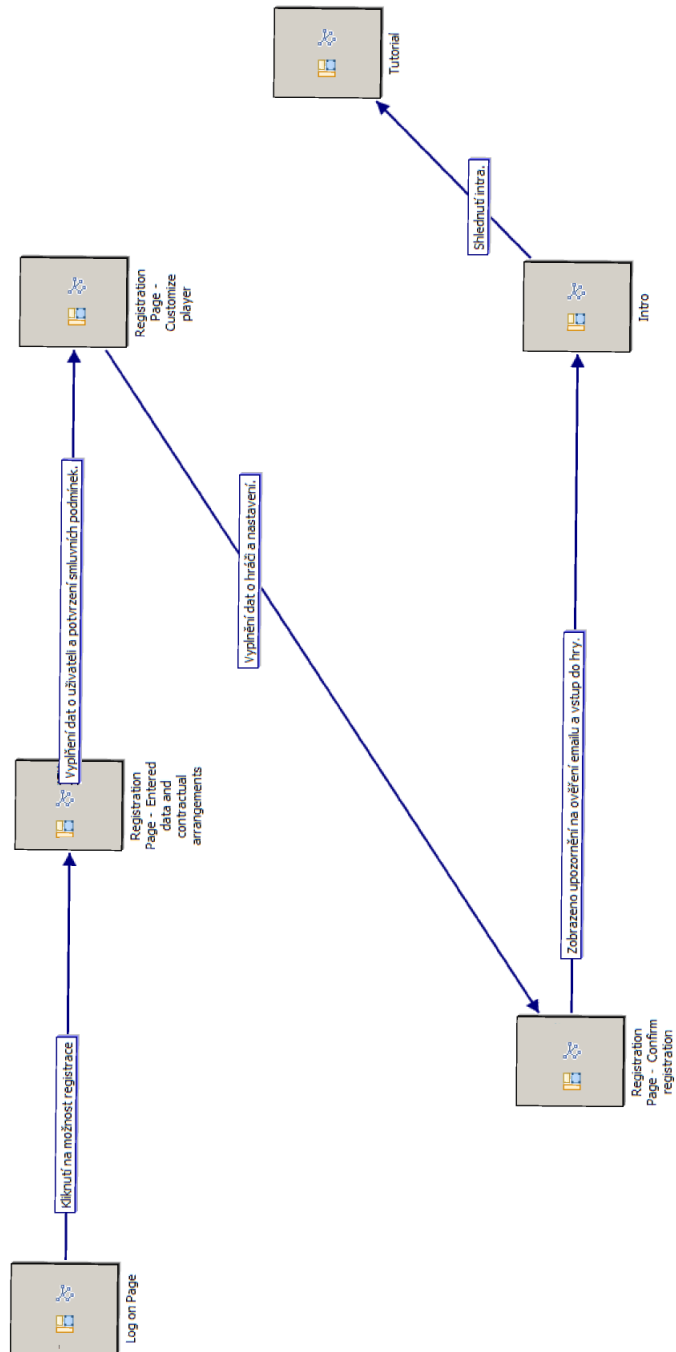 Log on Page
Kliknutí na možnost registrace
Registration
Page - Entered
data and
contractual
arrangements
Vyplňení dat o uživateli a potvrzení smluvních podmínek.
Registration
Page -
Customize
player
Vyplnění dat o hráči a nastavení.
Registration
Page - Confirm
registration
Zobrazeno upozornění na ověření emailu a vstup do hry.
Intro
Shlednutí intra.
Tutorial